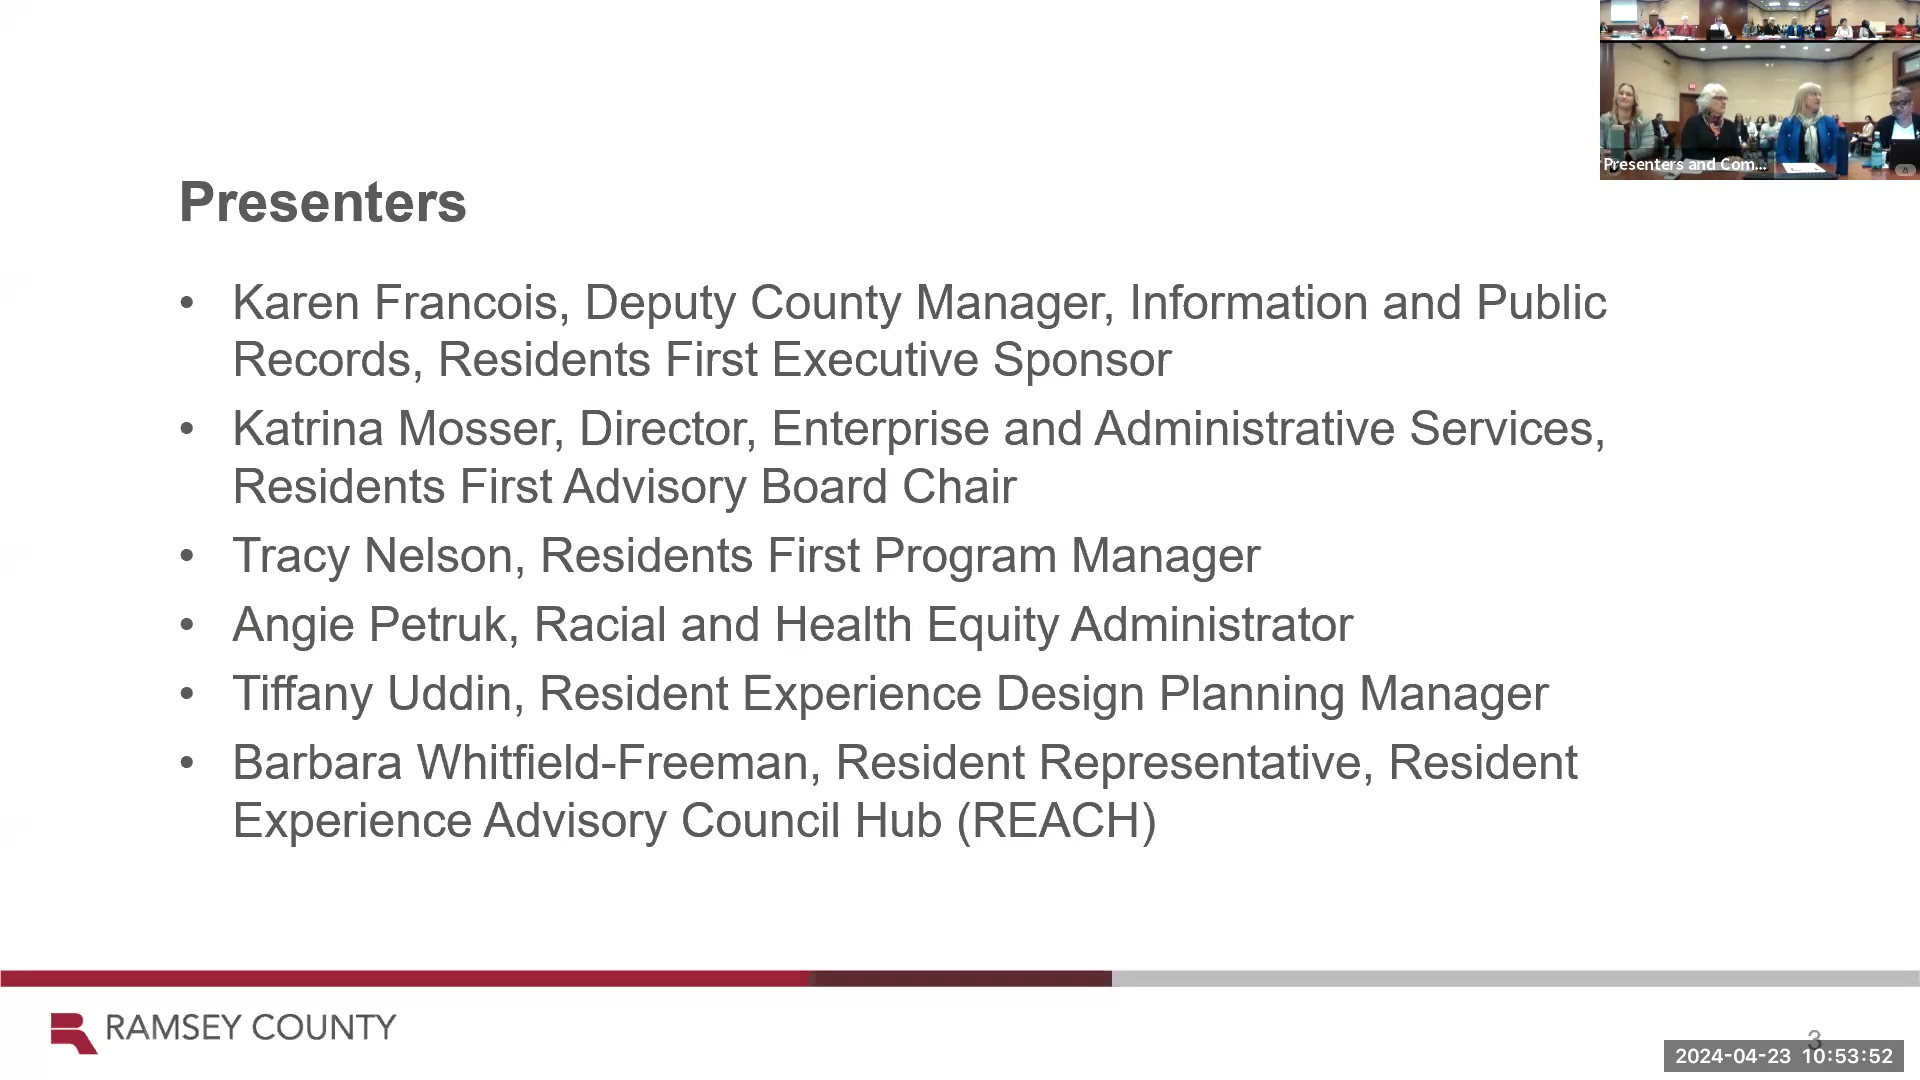 Presenters and Com...
Presenters
• Karen Francois, Deputy County Manager, Information and Public
Records, Residents First Executive Sponsor
• Katrina Mosser, Director, Enterprise and Administrative Services,
Residents First Advisory Board Chair
• Tracy Nelson, Residents First Program Manager
• Angie Petruk, Racial and Health Equity Administrator
• Tiffany Uddin, Resident Experience Design Planning Manager
• Barbara Whitfield-Freeman, Resident Representative, Resident
Experience Advisory Council Hub (REACH)
RAMSEY COUNTY
3
2024-04-23 10:53:52